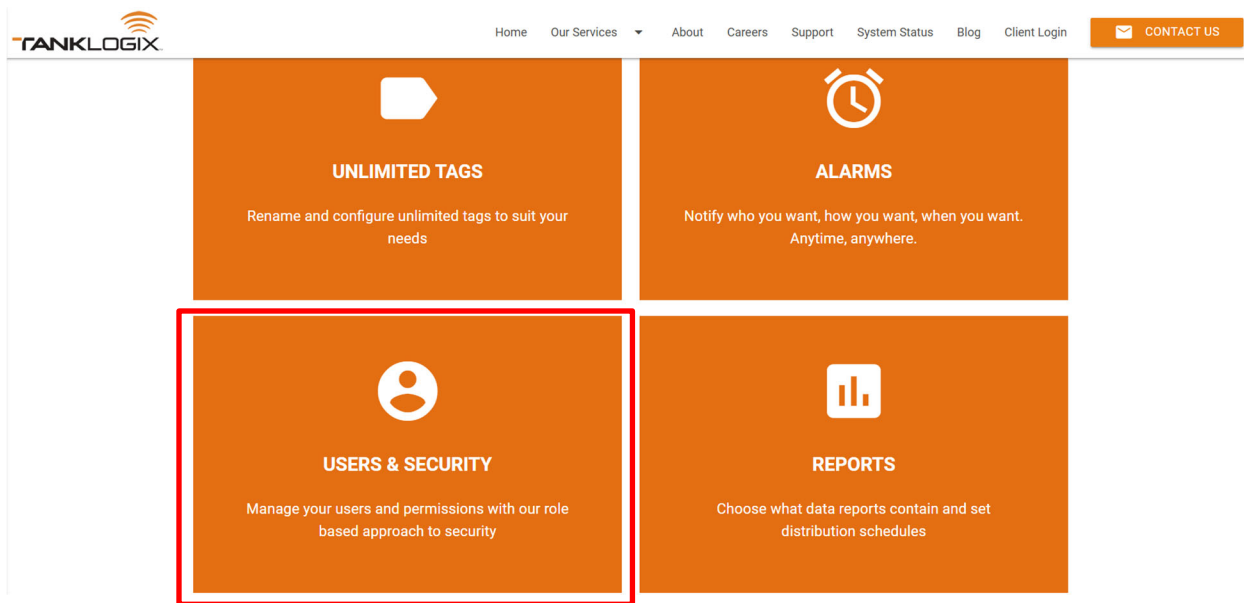 TANKLOGIX
Home Our Services About Careers Support System Status Blog Client Login CONTACT US
UNLIMITED TAGS
Rename and configure unlimited tags to suit your
needs
ALARMS
Notify who you want, how you want, when you want.
Anytime, anywhere.
USERS & SECURITY
Manage your users and permissions with our role
based approach to security
REPORTS
Choose what data reports contain and set
distribution schedules